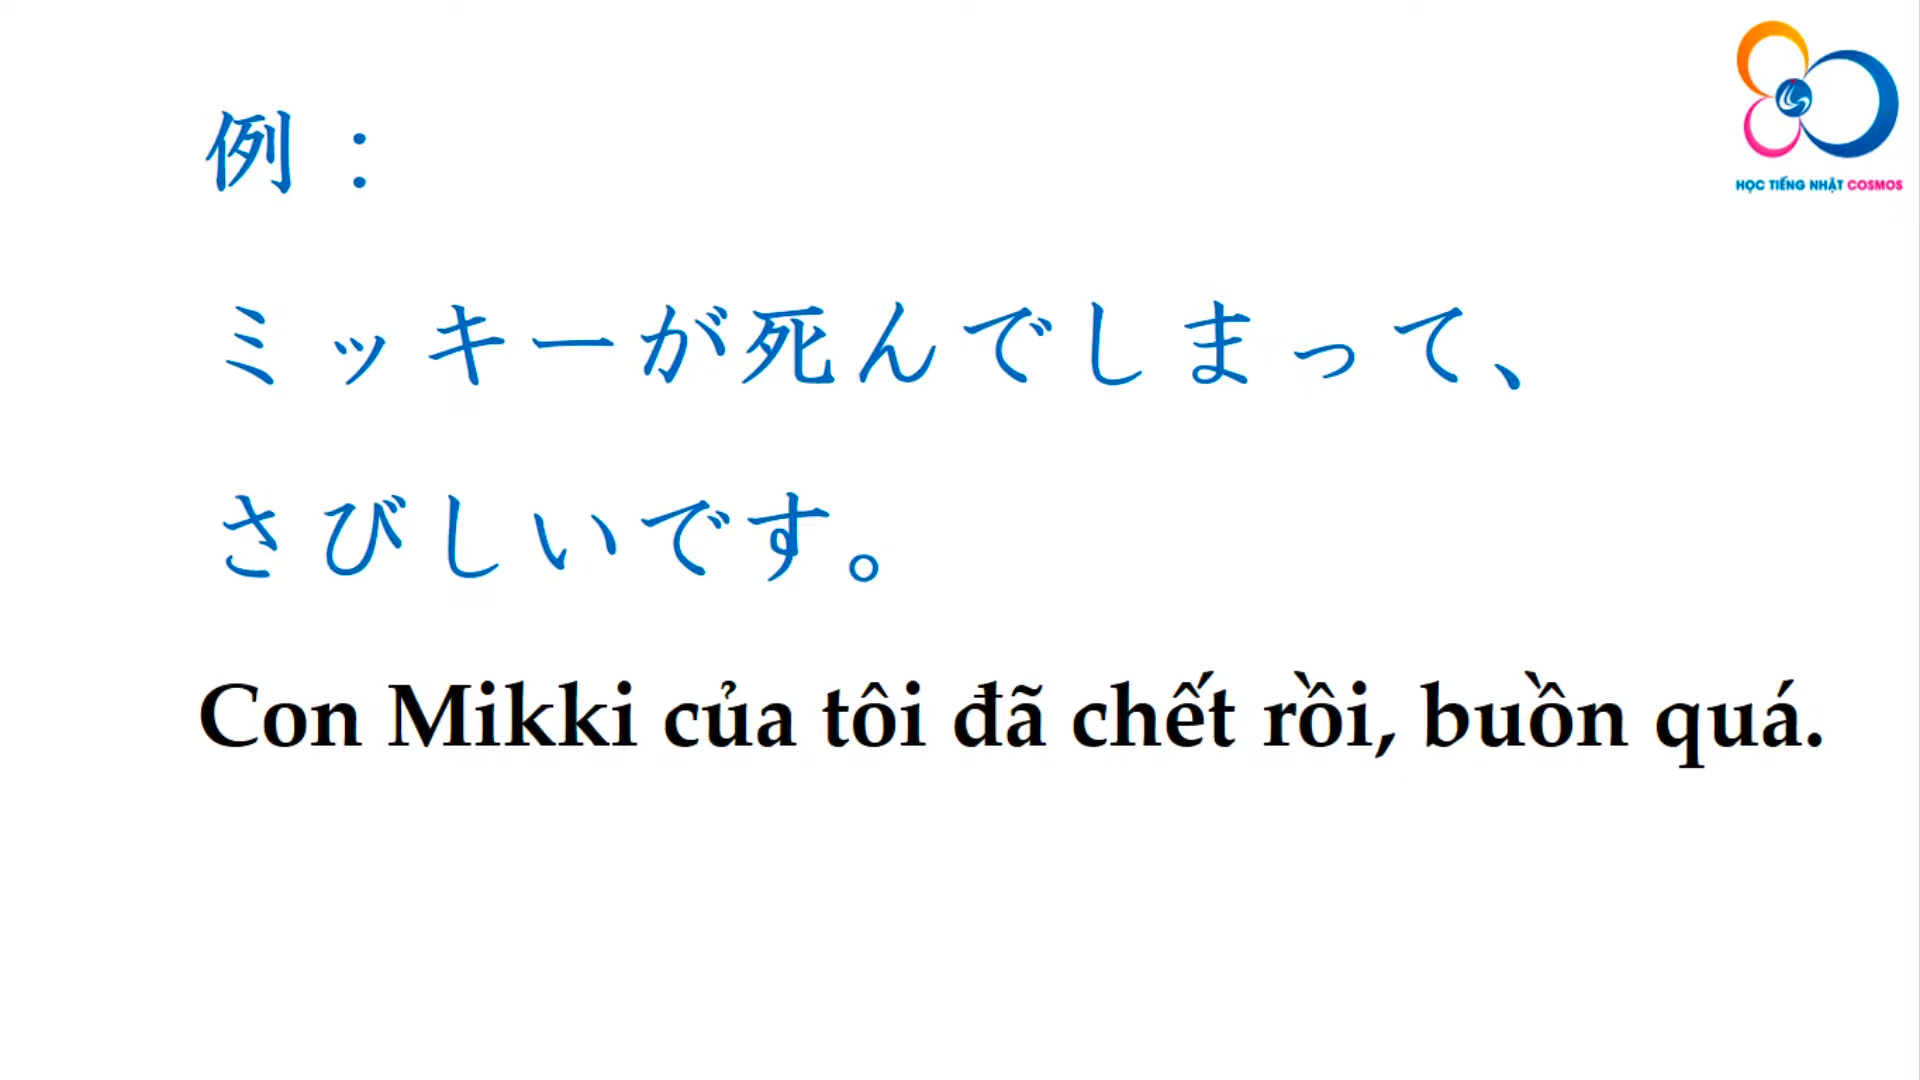 HỌC TIẾNG NHẬT COSMOS
例：
ミッキーが死んでしまって、
さびしいです。
Con Mikki của tôi đã chết rồi, buồn quá.